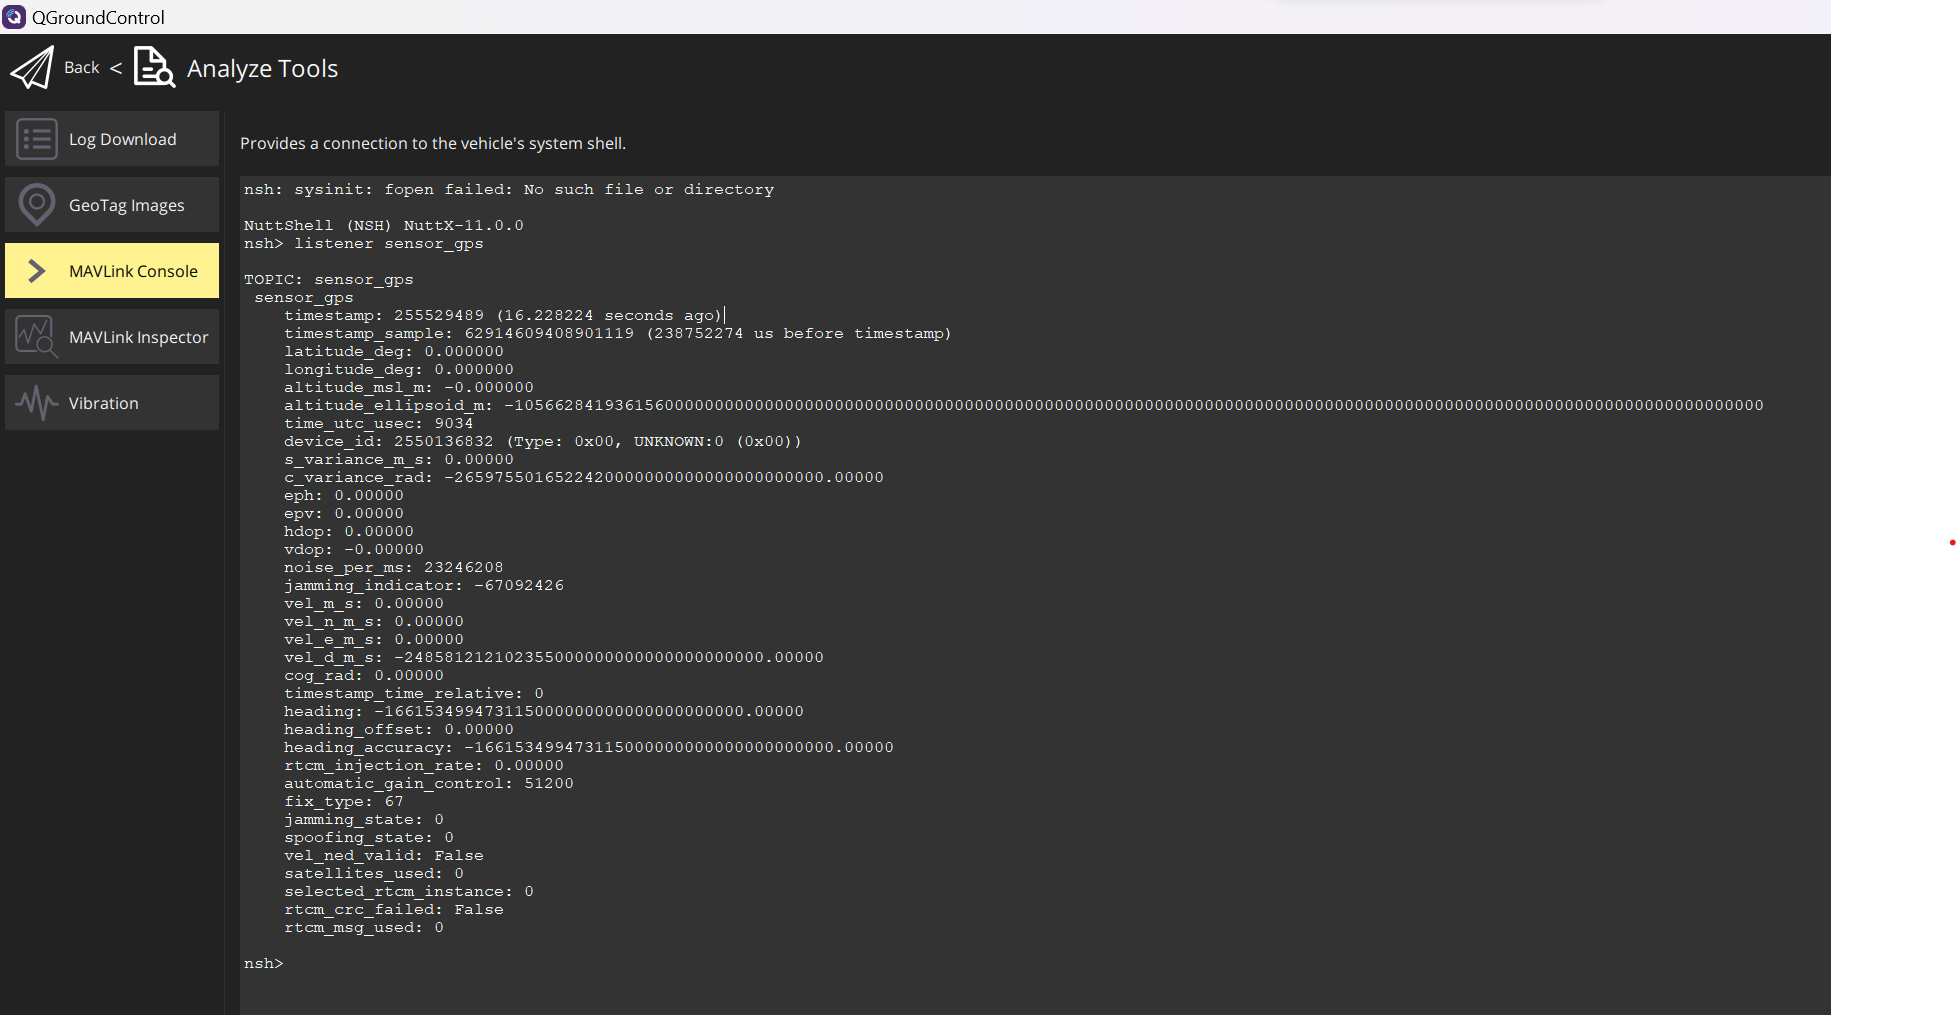 QGroundControl
Back < Analyze Tools
Log Download
GeoTag Images
MAVLink Console
MAVLink Inspector
Vibration
Provides a connection to the vehicle's system shell.
nsh: sysinit: fopen failed: No such file or directory
NuttShell (NSH) NuttX-11.0.0
nsh> listener sensor_gps
TOPIC: sensor_gps
sensor_gps
timestamp: 255529489 (16.228224 seconds ago)
timestamp_sample: 62914609408901119 (238752274 us before timestamp)
latitude_deg: 0.000000
longitude_deg: 0.000000
altitude_msl_m: -0.000000
altitude_ellipsoid_m:
time_utc_usec: 9034
device_id: 2550136832 (Type: 0x00, UNKNOWN:0 (0x00))
s_variance_m_s: 0.00000
c_variance_rad: -26597550165224200000000000000000000000.00000
eph: 0.00000
epv: 0.00000
hdop: 0.00000
vdop: -0.00000
noise_per_ms: 23246208
jamming_indicator: -67092426
vel_m_s: 0.00000
vel_n_m_s: 0.00000
vel_e_m_s: 0.00000
vel_d_m_s: -2485812121023550000000000000000000000.00000
cog_rad: 0.00000
timestamp_time_relative: 0
heading: -1661534994731150000000000000000000000.00000
heading_offset: 0.00000
heading_accuracy: -1661534994731150000000000000000000000.00000
rtcm_injection_rate: 0.00000
automatic_gain_control: 51200
fix_type: 67
jamming_state: 0
spoofing_state: 0
vel_ned_valid: False
satellites_used: 0
selected_rtcm_instance: 0
rtcm_crc_failed: False
rtcm_msg_used: 0
nsh>